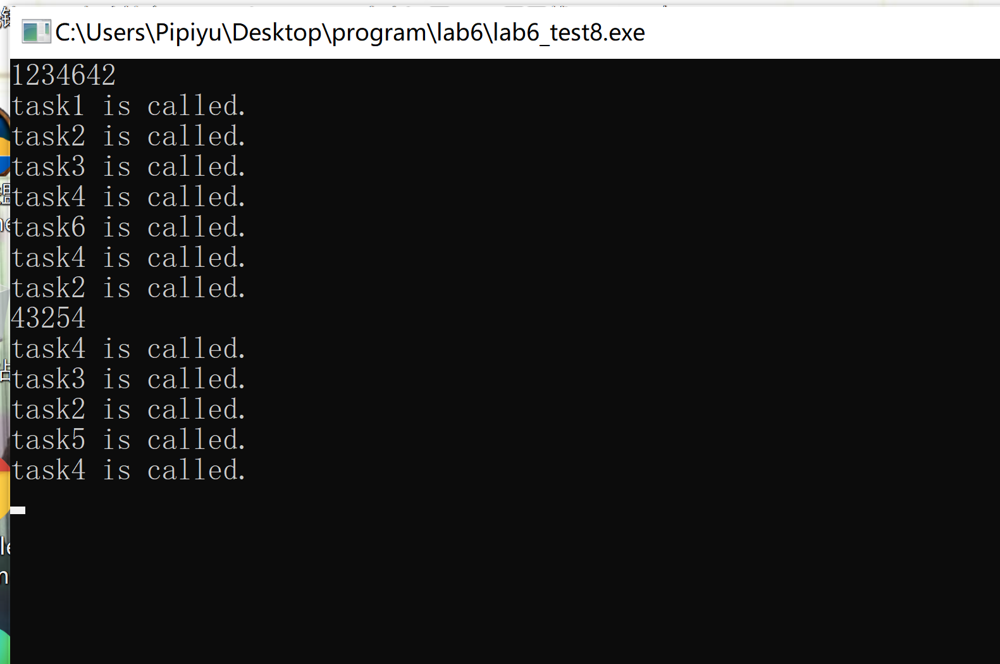 C:\Users\Pipiyu\Desktop\program\lab6\lab6_test8.exe
1234642
task1 is called.
task2 is called.
task3 is called.
task4 is called.
task6 is called.
task4 is called.
task2 is called.
43254
task4 is called.
task3 is called.
task2 is called.
task5 is called.
task4 is called.